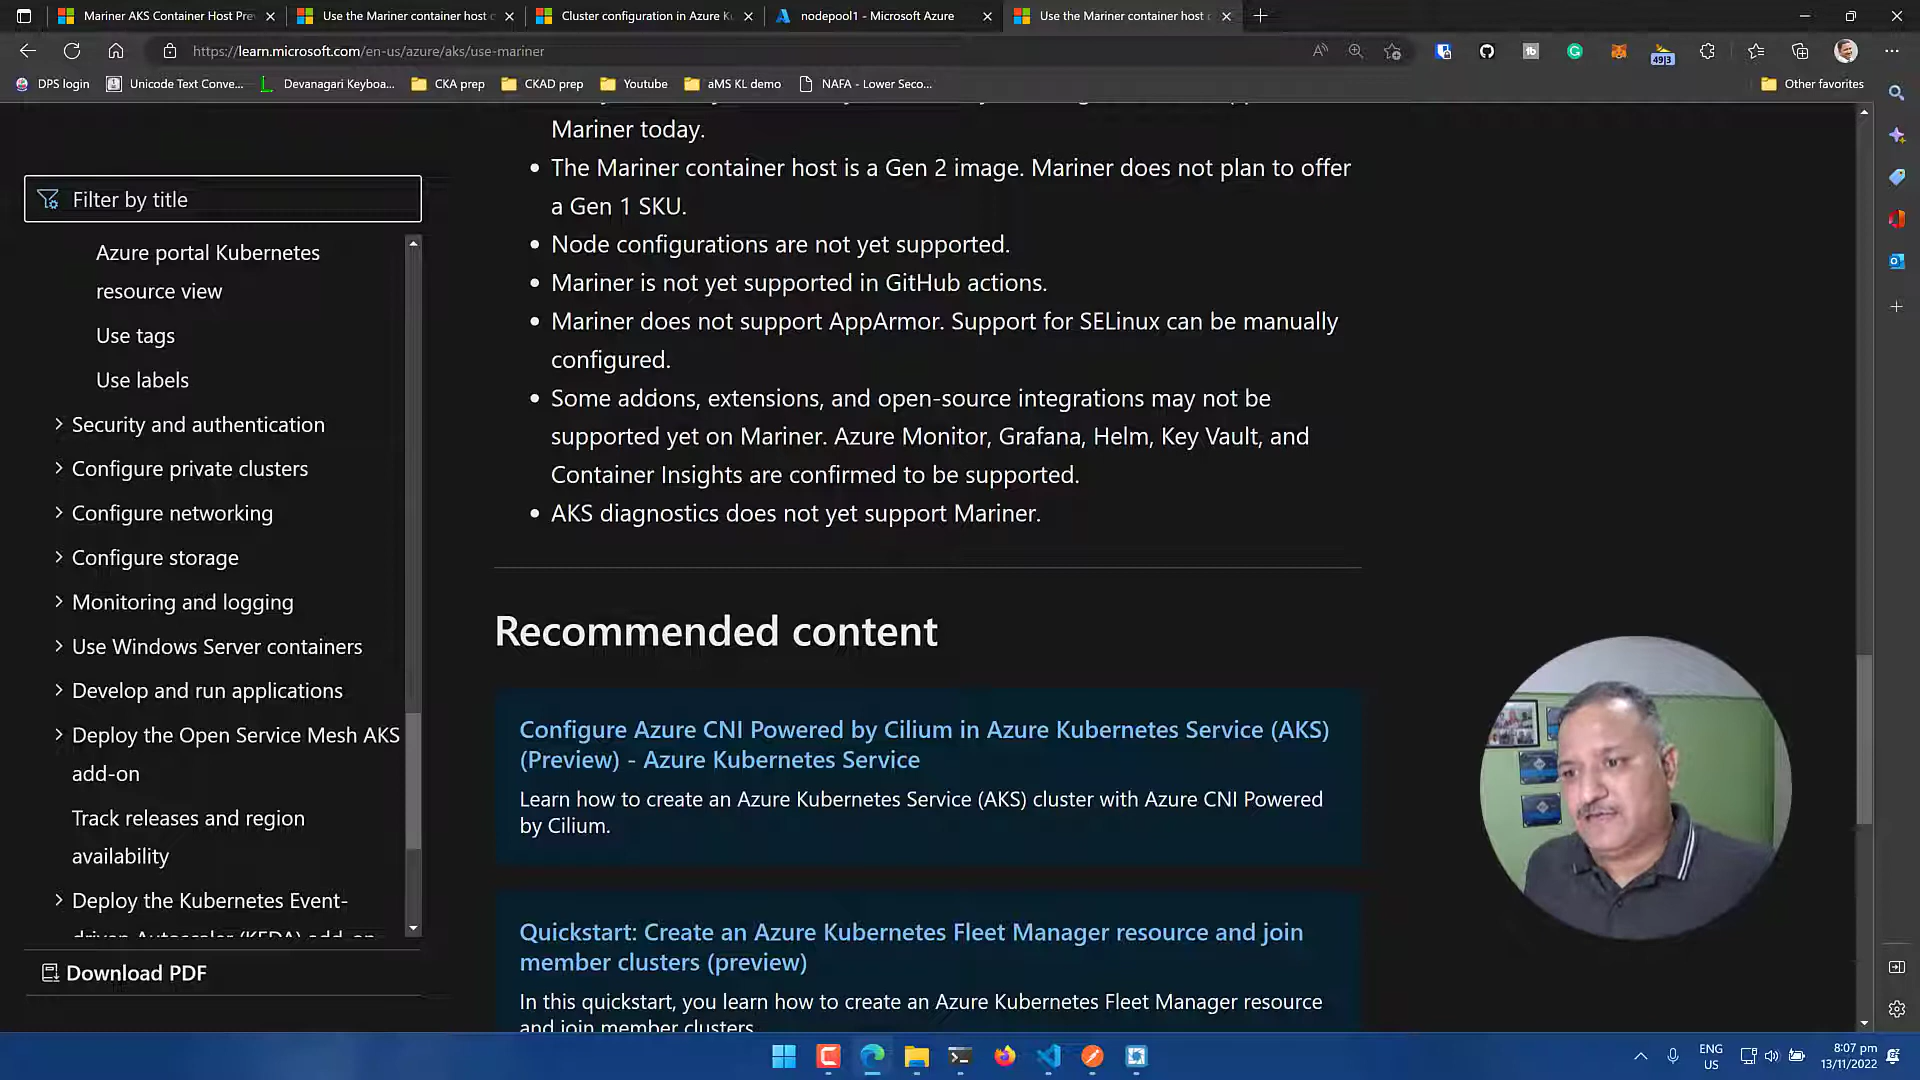 Mariner AKS Container Host Pre
Use the Mariner container host
Cluster configuration in Azure K
nodepool1 - Microsoft Azure
Use the Mariner container host
https://learn.microsoft.com/en-us/azure/aks/use-mariner
49|3
DPS login
Unicode Text Conve...
Devanagari Keyboa...
CKA prep
CKAD prep
Youtube
aMS KL demo
NAFA - Lower Seco...
Other favorites
Filter by title
Azure portal Kubernetes
resource view
Use tags
Use labels
Security and authentication
Configure private clusters
Configure networking
Configure storage
Monitoring and logging
Use Windows Server containers
Develop and run applications
Deploy the Open Service Mesh AKS
add-on
Track releases and region
availability
Deploy the Kubernetes Event-
driven Autoscaler (KEDA) add-on
Download PDF
Mariner today.
• The Mariner container host is a Gen 2 image. Mariner does not plan to offer
a Gen 1 SKU.
• Node configurations are not yet supported.
• Mariner is not yet supported in GitHub actions.
• Mariner does not support AppArmor. Support for SELinux can be manually
configured.
• Some addons, extensions, and open-source integrations may not be
supported yet on Mariner. Azure Monitor, Grafana, Helm, Key Vault, and
Container Insights are confirmed to be supported.
• AKS diagnostics does not yet support Mariner.
Recommended content
Configure Azure CNI Powered by Cilium in Azure Kubernetes Service (AKS)
(Preview) - Azure Kubernetes Service
Learn how to create an Azure Kubernetes Service (AKS) cluster with Azure CNI Powered
by Cilium.
Quickstart: Create an Azure Kubernetes Fleet Manager resource and join
member clusters (preview)
In this quickstart, you learn how to create an Azure Kubernetes Fleet Manager resource
and join member clusters.
ENG
US
8:07 pm
13/11/2022